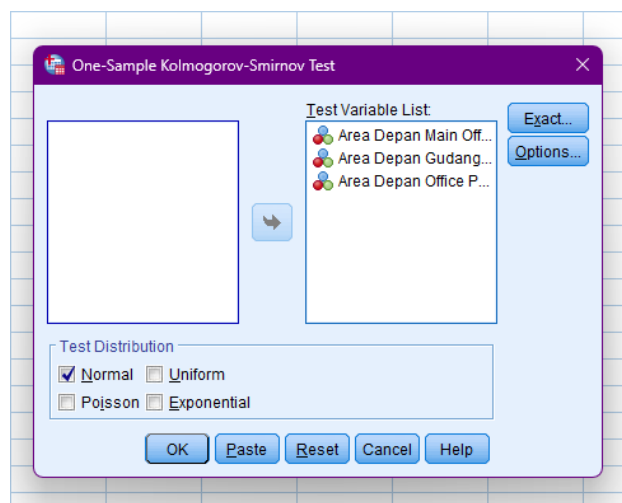 One-Sample Kolmogorov-Smirnov Test
Test Variable List:
Area Depan Main Off...
Area Depan Gudang...
Area Depan Office P...
Exact...
Options...
Test Distribution
Normal
Uniform
Poisson
Exponential
OK
Paste
Reset
Cancel
Help